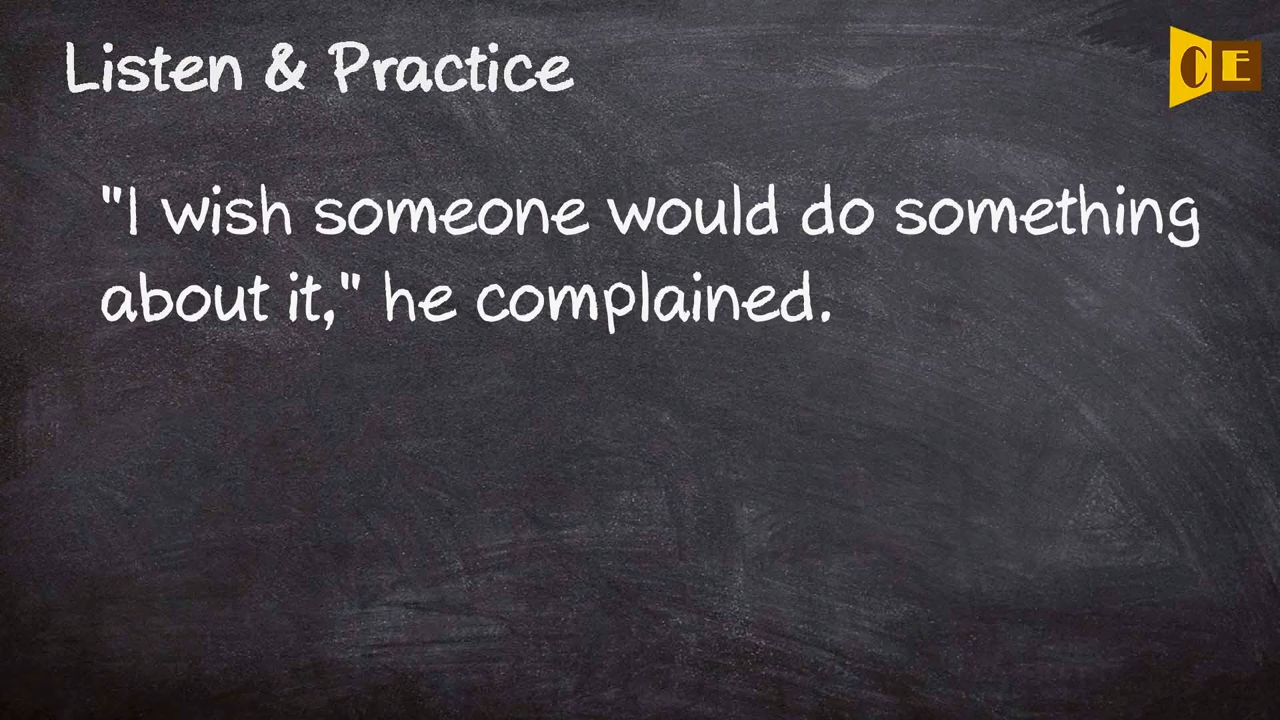 Listen & Practice
CE
"I wish someone would do something
about it," he complained.